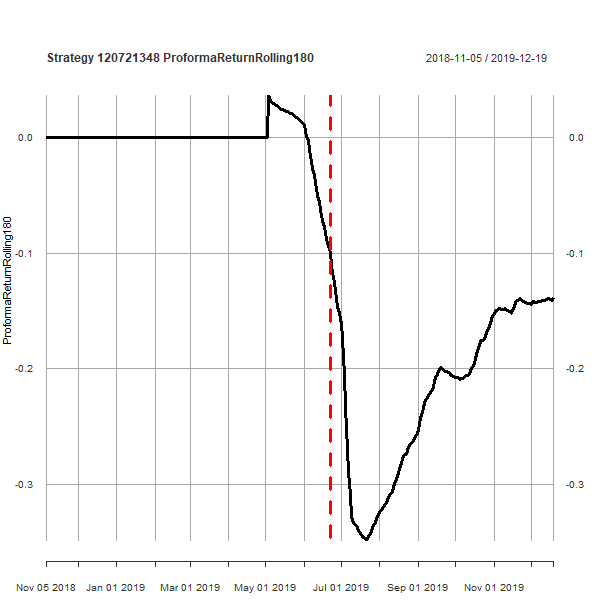 Strategy 120721348 ProformaReturnRolling180
2018-11-05 / 2019-12-19
ProformaReturnRolling180
0.0
0.0
-0.1
-0.1
-0.2
-0.2
-0.3
-0.3
Nov 05 2018
Jan 01 2019
Mar 01 2019
May 01 2019
Jul 01 2019
Sep 01 2019
Nov 01 2019